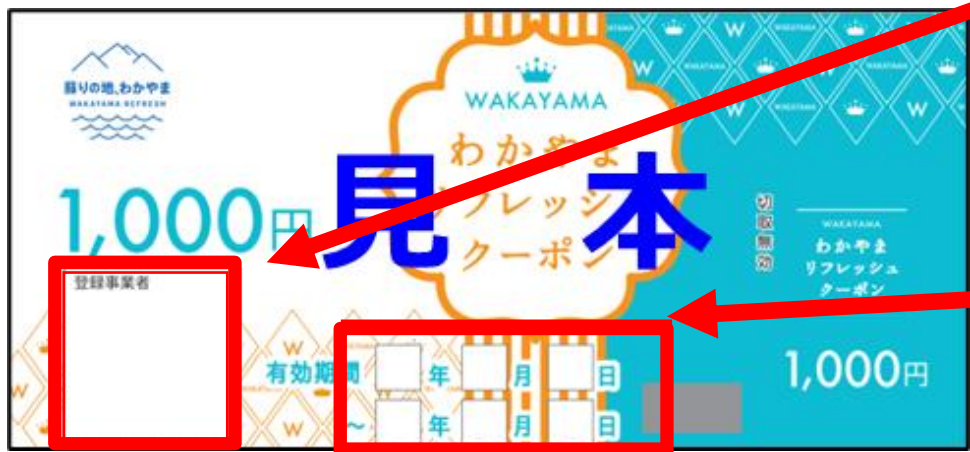 蘇りの地、わかやま
WAKAYAMA REFRESH
1,000円
登録事業者
WAKAYAMA
わかやま
リフレッシュ
クーポン
見本
有効期間 年 月 日
～ 年 月 日
切取無効
WAKAYAMA
わかやま
リフレッシュ
クーポン
1,000円
W
W
W
W
W
W
W